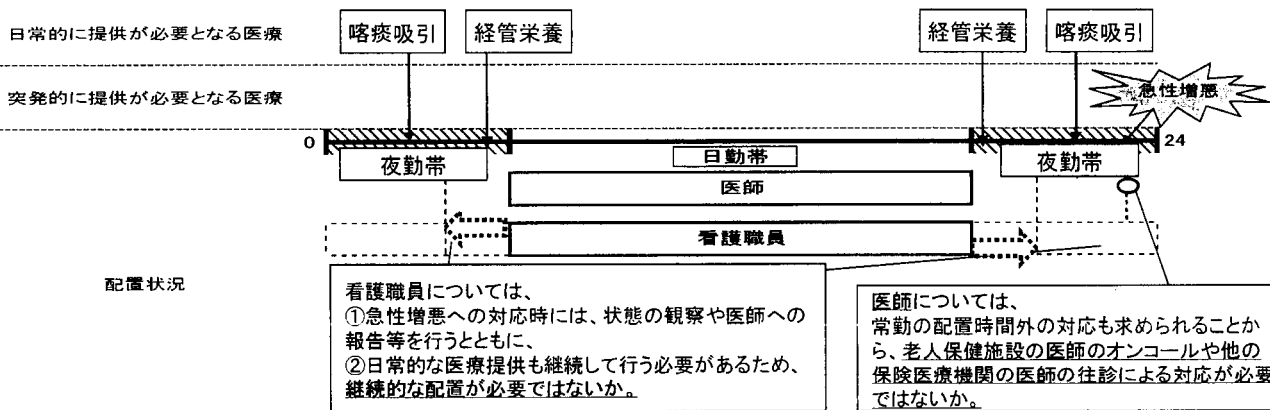 日常的に提供が必要となる医療
喀痰吸引
経管栄養
経管栄養
喀痰吸引
突発的に提供が必要となる医療
急性増悪
0
24
夜勤帯
日勤帯
夜勤帯
医師
看護職員
配置状況
看護職員については、
①急性増悪への対応時には、状態の観察や医師への
報告等を行うとともに、
②日常的な医療提供も継続して行う必要があるため、
継続的な配置が必要ではないか。
医師については、
常勤の配置時間外の対応も求められることか
ら、老人保健施設の医師のオンコールや他の
保険医療機関の医師の往診による対応が必要
ではないか。